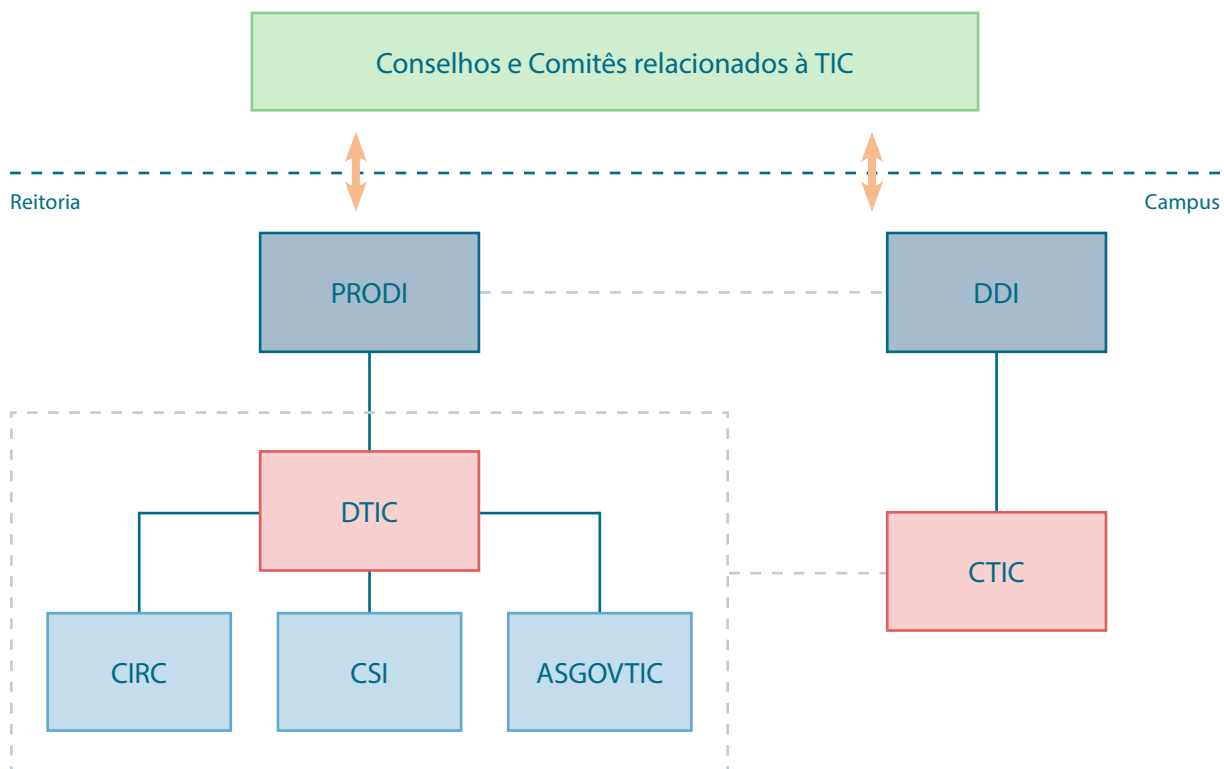 Conselhos e Comitês relacionados à TIC
Reitoria
Campus
PRODI
DDI
DTIC
CTIC
CIRC
CSI
ASGOVTIC